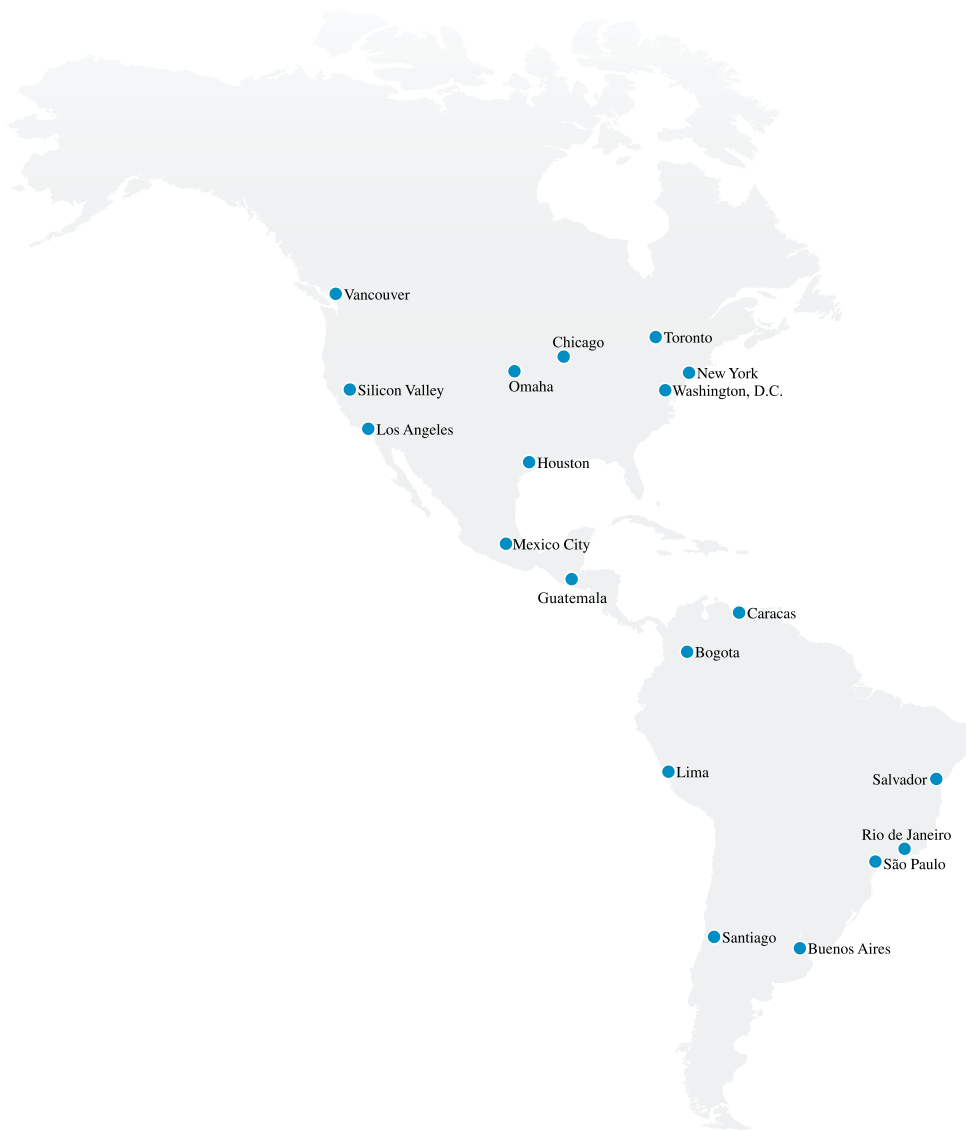 Vancouver
Toronto
Chicago
New York
Omaha
Silicon Valley
Washington, D.C.
Los Angeles
Houston
Mexico City
Guatemala
Caracas
Bogota
Lima
Salvador
Rio de Janeiro
São Paulo
Santiago
Buenos Aires